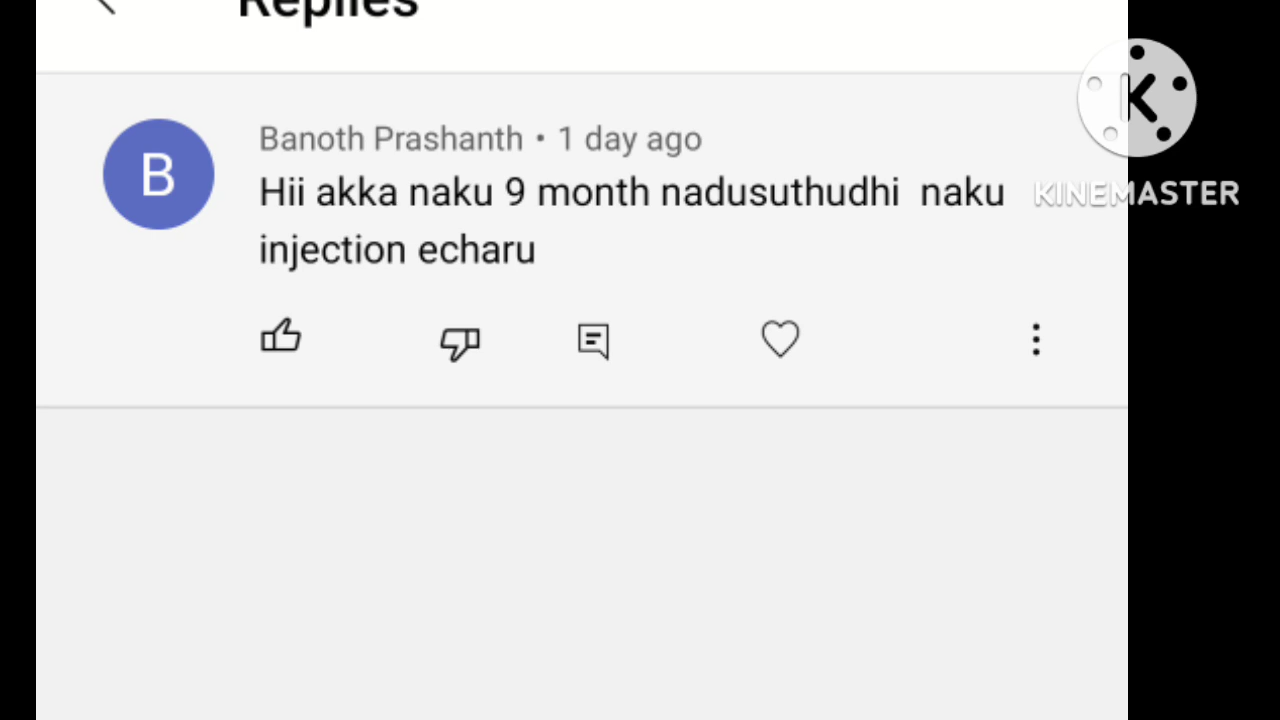 Replies
B
Banoth Prashanth • 1 day ago
Hii akka naku 9 month nadusuthudhi naku
injection echaru
K
KINEMASTER